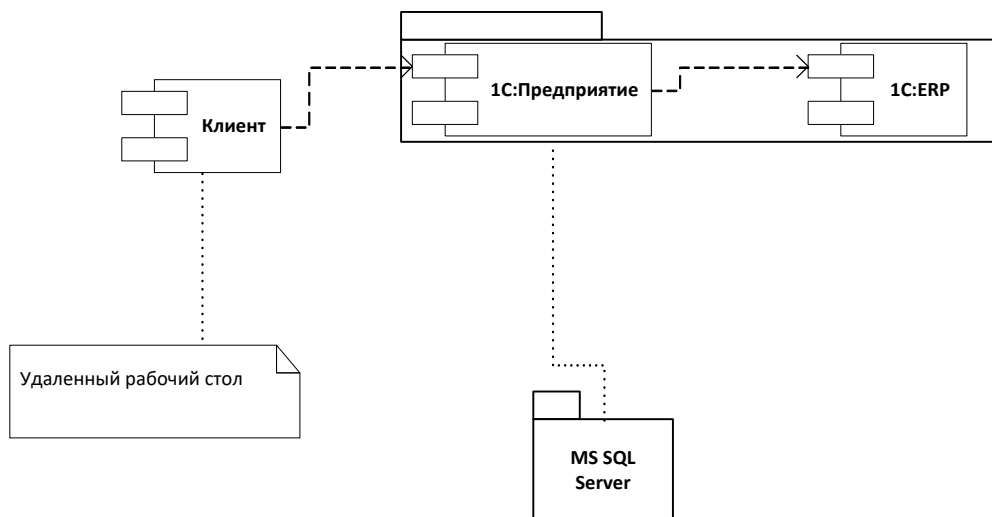 1С:Предприятие
1С:ERP
Клиент
Удаленный рабочий стол
MS SQL
Server